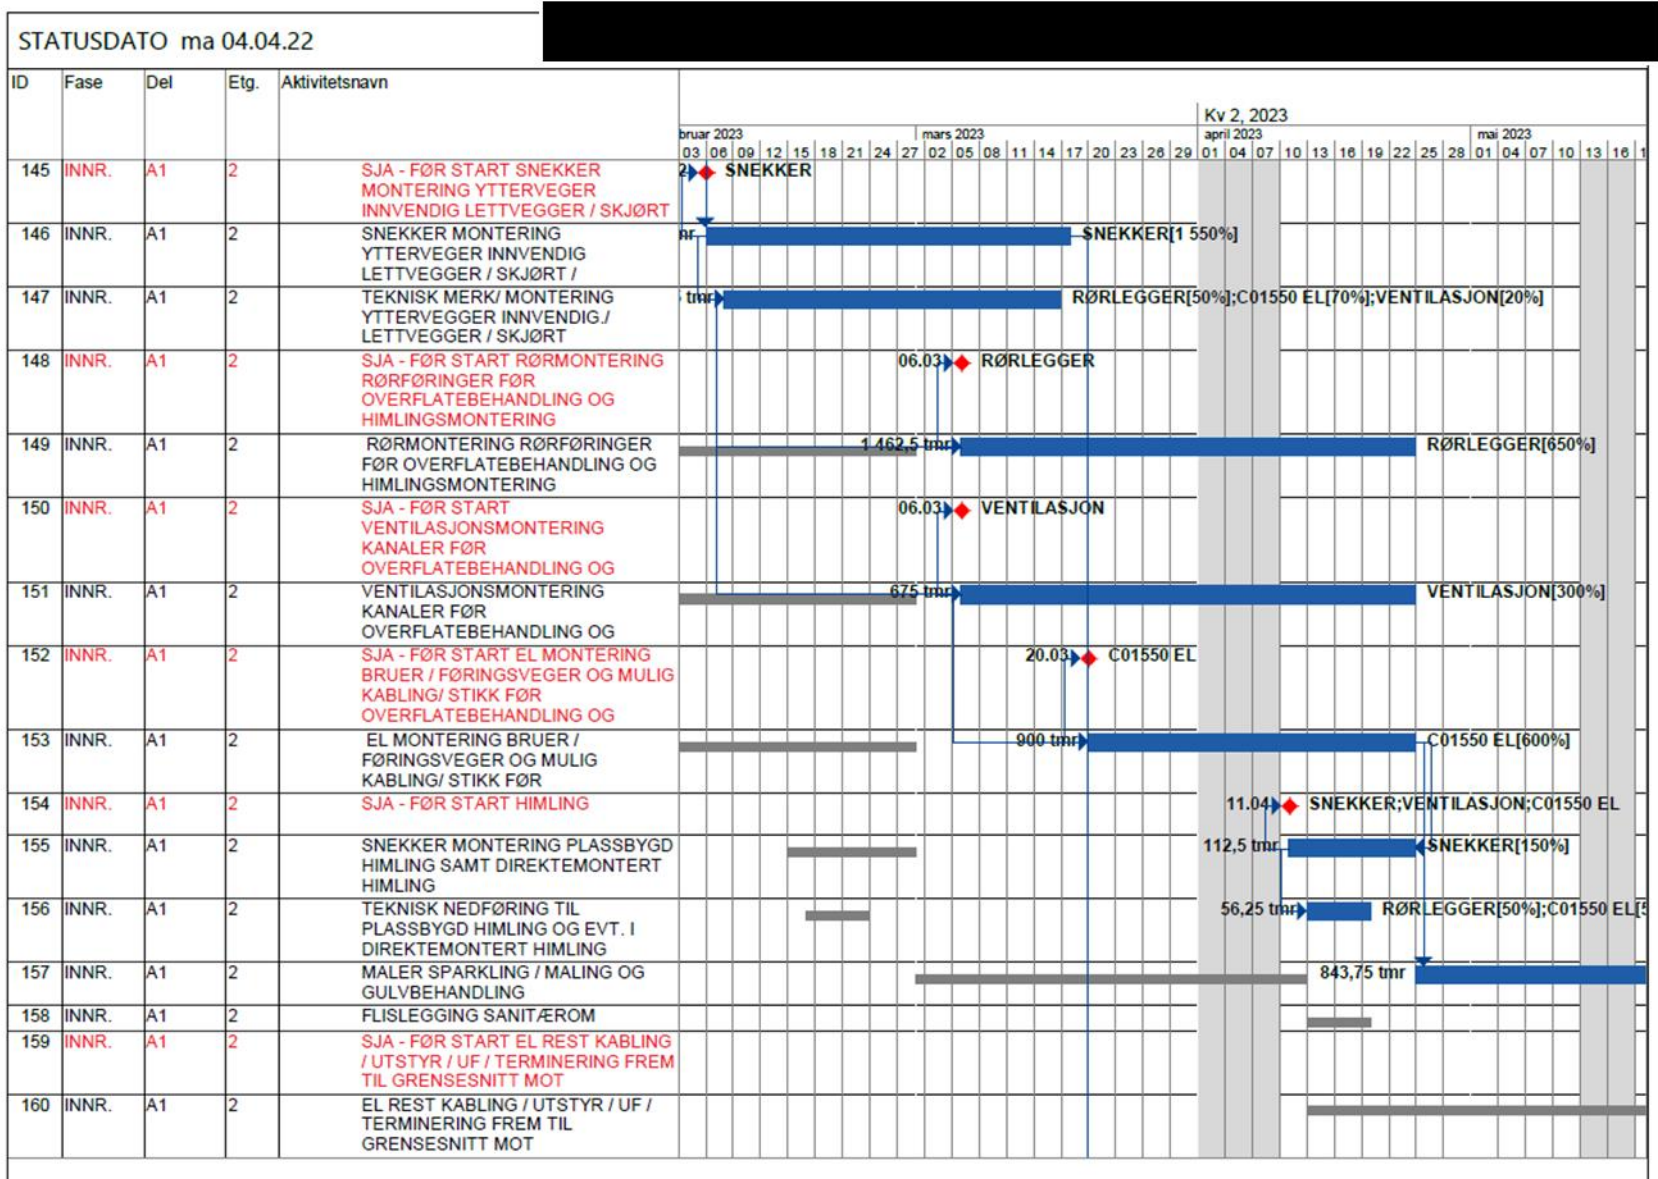 STATUSDATO ma 04.04.22
ID Fase Del Etg. Aktivitetsnavn
Kv 2, 2023
bruar 2023 mars 2023 april 2023 mai 2023
03 06 09 12 15 18 21 24 27 02 05 08 11 14 17 20 23 26 29 01 04 07 10 13 16 19 22 25 28 01 04 07 10 13 16 1
145 INNR. A1 2 SJA - FØR START SNEKKER SNEKKER
MONTERING YTTERVEGER
INNVENDIG LETTVEGGER / SKJØRT
146 INNR. A1 2 SNEKKER MONTERING SNEKKER[1 550%]
YTTERVEGER INNVENDIG
LETTVEGGER / SKJØRT /
147 INNR. A1 2 TEKNISK MERK/ MONTERING tmr RØRLEGGER[50%];C01550 EL[70%];VENTILASJON[20%]
YTTERVEGER INNVENDIG./
LETTVEGGER / SKJØRT
148 INNR. A1 2 SJA - FØR START RØRMONTERING 06.03 RØRLEGGER
RØRFØRINGER FØR
OVERFLATEBEHANDLING OG
HIMLINGSMONTERING
149 INNR. A1 2 RØRMONTERING RØRFØRINGER 1 462,5 tmr RØRLEGGER[650%]
FØR OVERFLATEBEHANDLING OG
HIMLINGSMONTERING
150 INNR. A1 2 SJA - FØR START 06.03 VENTILASJON
VENTILASJONSMONTERING
KANALER FØR
OVERFLATEBEHANDLING OG
151 INNR. A1 2 VENTILASJONSMONTERING 675 tmr VENTILASJON[300%]
KANALER FØR
OVERFLATEBEHANDLING OG
152 INNR. A1 2 SJA - FØR START EL MONTERING 20.03 C01550 EL
BRUER / FØRINGSVEGER OG MULIG
KABLING/ STIKK FØR
OVERFLATEBEHANDLING OG
153 INNR. A1 2 EL MONTERING BRUER / 900 tmr C01550 EL[600%]
FØRINGSVEGER OG MULIG
KABLING/ STIKK FØR
154 INNR. A1 2 SJA - FØR START HIMLING 11.04 SNEKKER;VENTILASJON;C01550 EL
155 INNR. A1 2 SNEKKER MONTERING PLASSBYGD 112,5 tmr SNEKKER[150%]
HIMLING SAMT DIREKTEMONTERT
HIMLING
156 INNR. A1 2 TEKNISK NEDFØRING TIL 56,25 tmr RØRLEGGER[50%];C01550 EL[5
PLASSBYGD HIMLING OG EVT. I
DIREKTEMONTERT HIMLING
157 INNR. A1 2 MALER SPARKLING / MALING OG 843,75 tmr
GULVBEHANDLING
158 INNR. A1 2 FLISLEGGING SANITÆROM
159 INNR. A1 2 SJA - FØR START EL REST KABLING
/ UTSTYR / UF / TERMINERING FREM
TIL GRENSESNITT MOT
160 INNR. A1 2 EL REST KABLING / UTSTYR / UF /
TERMINERING FREM TIL
GRENSESNITT MOT